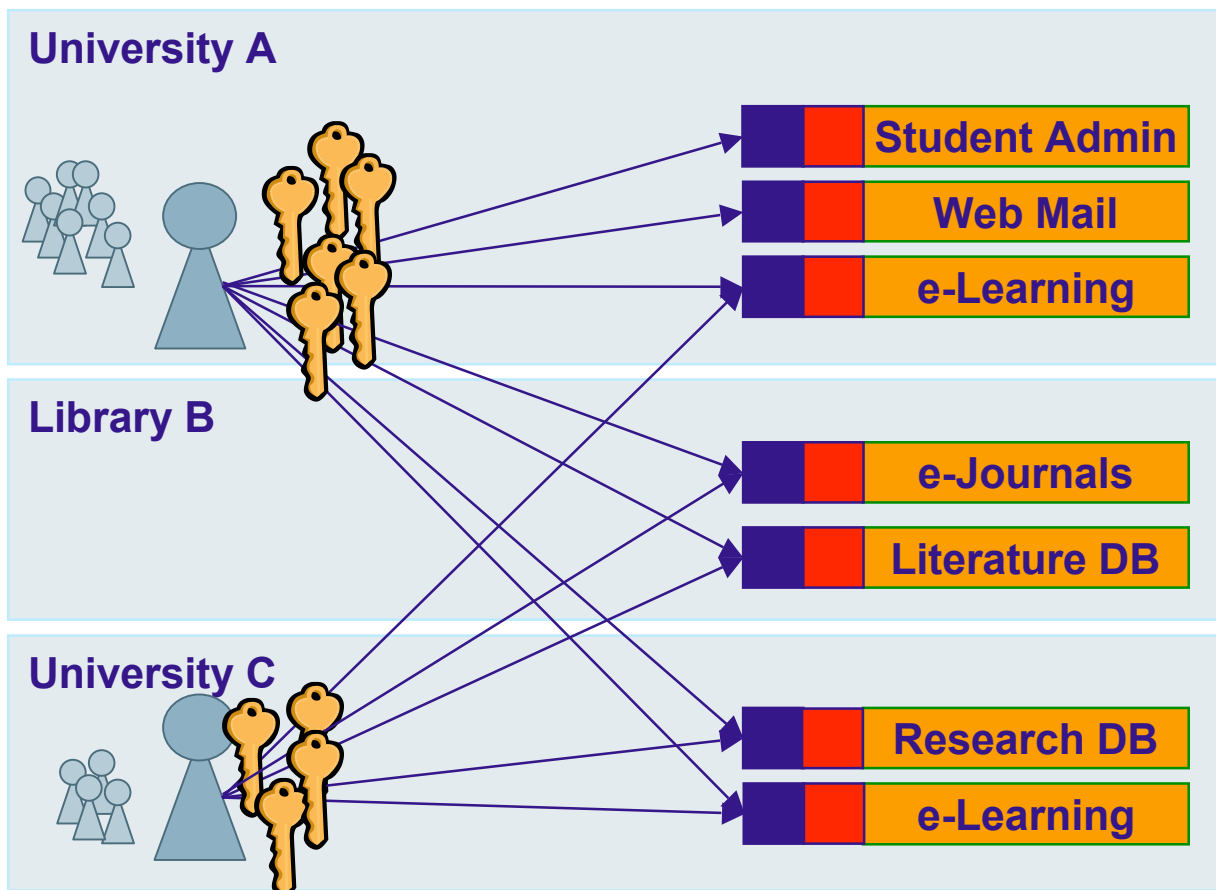 University A
Student Admin
Web Mail
e-Learning
Library B
e-Journals
Literature DB
University C
Research DB
e-Learning